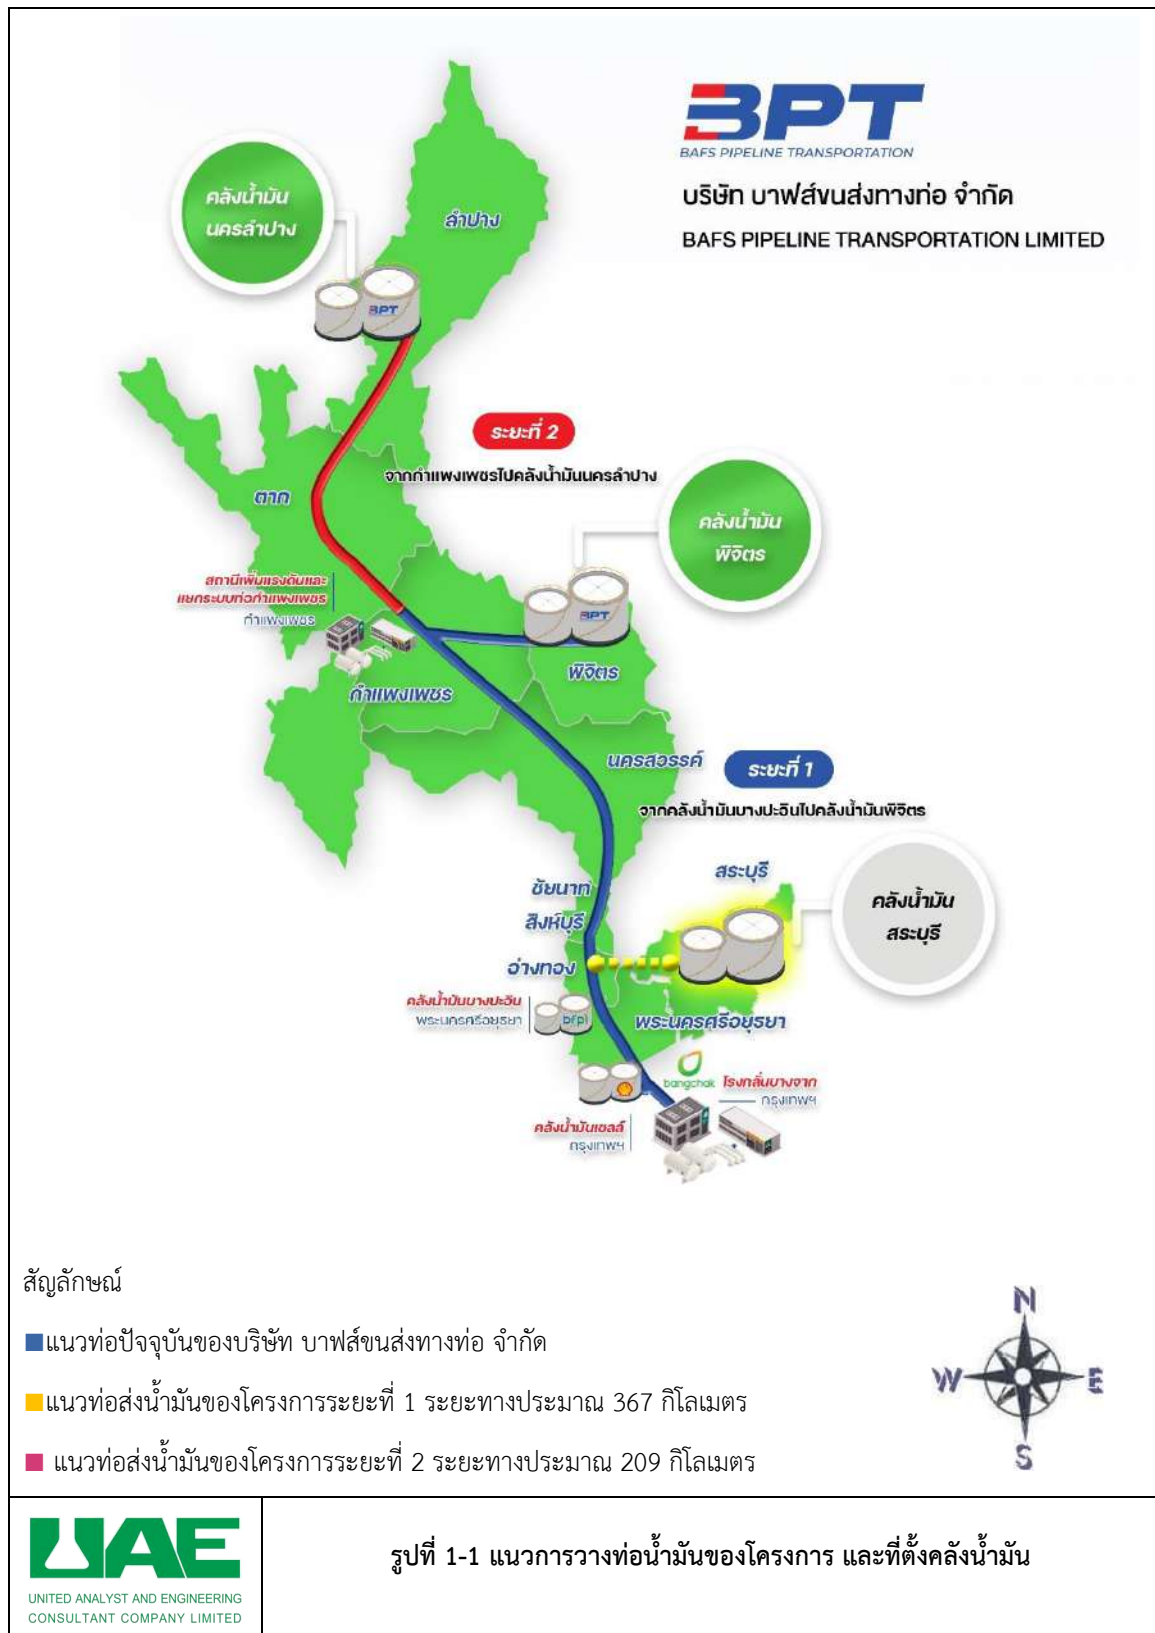 BPT
BAFS PIPELINE TRANSPORTATION
บริษัท บาฟส์ขนส่งทางท่อ จำกัด
BAFS PIPELINE TRANSPORTATION LIMITED
คลังน้ำมัน
นครลำปาง
ลำปาง
BPT
ระยะที่ 2
จากกำแพงเพชรไปคลังน้ำมันนครลำปาง
ตาก
คลังน้ำมัน
พิจิตร
สถานีเพิ่มแรงดันและ
แยกระบบท่อกำแพงเพชร
กำแพงเพชร
BPT
พิจิตร
กำแพงเพชร
นครสวรรค์
ระยะที่ 1
จากคลังน้ำมันบางปะอินไปคลังน้ำมันพิจิตร
สระบุรี
ชัยนาท
คลังน้ำมัน
สระบุรี
สิงห์บุรี
อ่างทอง
คลังน้ำมันบางปะอิน
พระนครศรีอยุธยา
bfpl
พระนครศรีอยุธยา
bangchak
โรงกลั่นบางจาก
กรุงเทพฯ
คลังน้ำมันเชลล์
กรุงเทพฯ
สัญลักษณ์
แนวท่อปัจจุบันของบริษัท บาฟส์ขนส่งทางท่อ จำกัด
แนวท่อส่งน้ำมันของโครงการระยะที่ 1 ระยะทางประมาณ 367 กิโลเมตร
แนวท่อส่งน้ำมันของโครงการระยะที่ 2 ระยะทางประมาณ 209 กิโลเมตร
N
W E
S
UAE
UNITED ANALYST AND ENGINEERING
CONSULTANT COMPANY LIMITED
รูปที่ 1-1 แนวการวางท่อน้ำมันของโครงการ และที่ตั้งคลังน้ำมัน